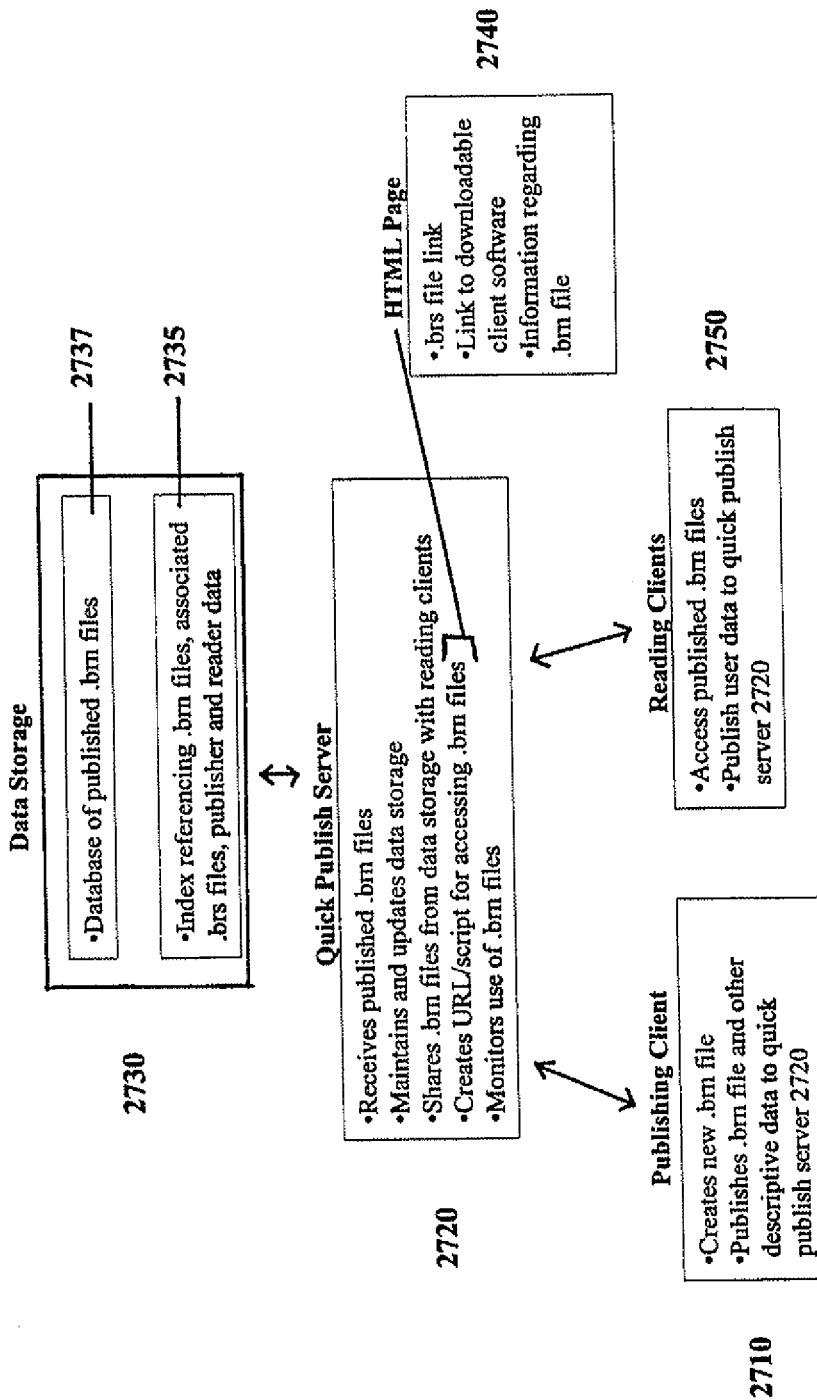 Data Storage
•Database of published .brn files
2737
•Index referencing .brn files, associated
.brs files, publisher and reader data
2735
2730
Quick Publish Server
•Receives published .brn files
•Maintains and updates data storage
•Shares .brn files from data storage with reading clients
•Creates URL/script for accessing .brn files
•Monitors use of .brn files
2720
HTML Page
•.brs file link
•Link to downloadable
client software
•Information regarding
.brn file
2740
Publishing Client
•Creates new .brn file
•Publishes .brn file and other
descriptive data to quick
publish server 2720
2710
Reading Clients
•Access published .brn files
•Publish user data to quick publish
server 2720
2750